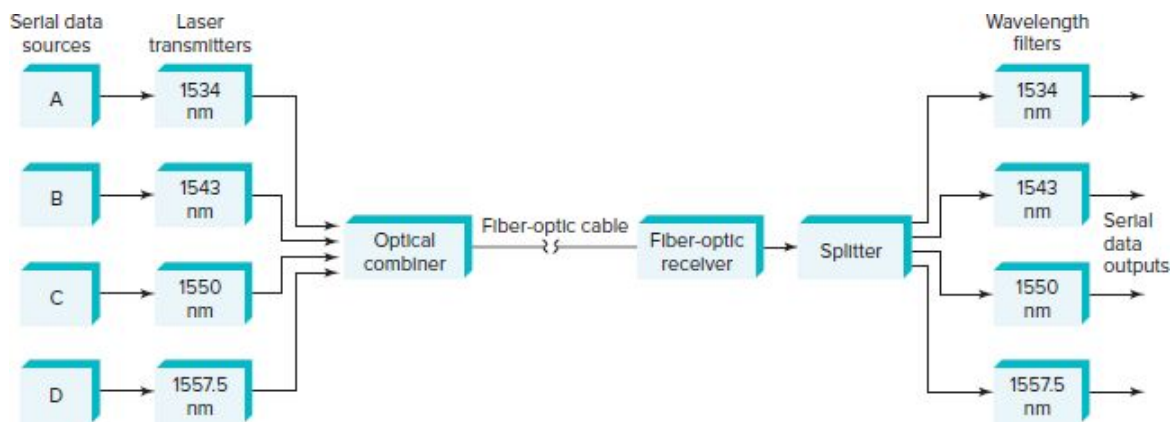 Serial data
sources
Laser
transmitters
Wavelength
filters
A
1534
nm
B
1543
nm
C
1550
nm
D
1557.5
nm
Optical
combiner
Fiber-optic cable
Fiber-optic
receiver
Splitter
1534
nm
1543
nm
1550
nm
1557.5
nm
Serial
data
outputs